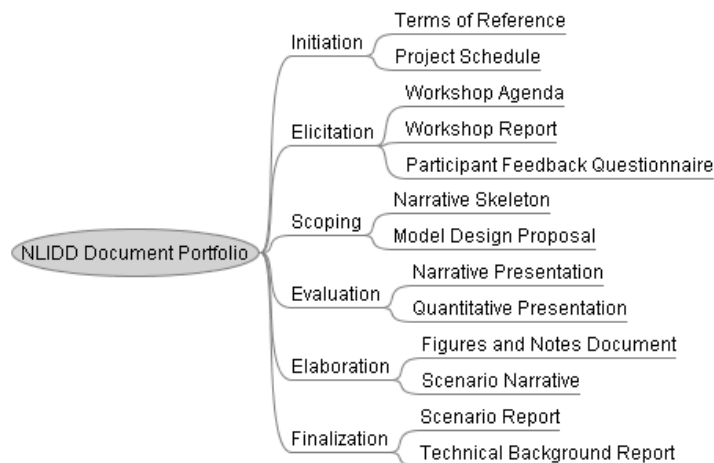 NLIDD Document Portfolio
Initiation
Terms of Reference
Project Schedule
Elicitation
Workshop Agenda
Workshop Report
Participant Feedback Questionnaire
Scoping
Narrative Skeleton
Model Design Proposal
Evaluation
Narrative Presentation
Quantitative Presentation
Elaboration
Figures and Notes Document
Scenario Narrative
Finalization
Scenario Report
Technical Background Report